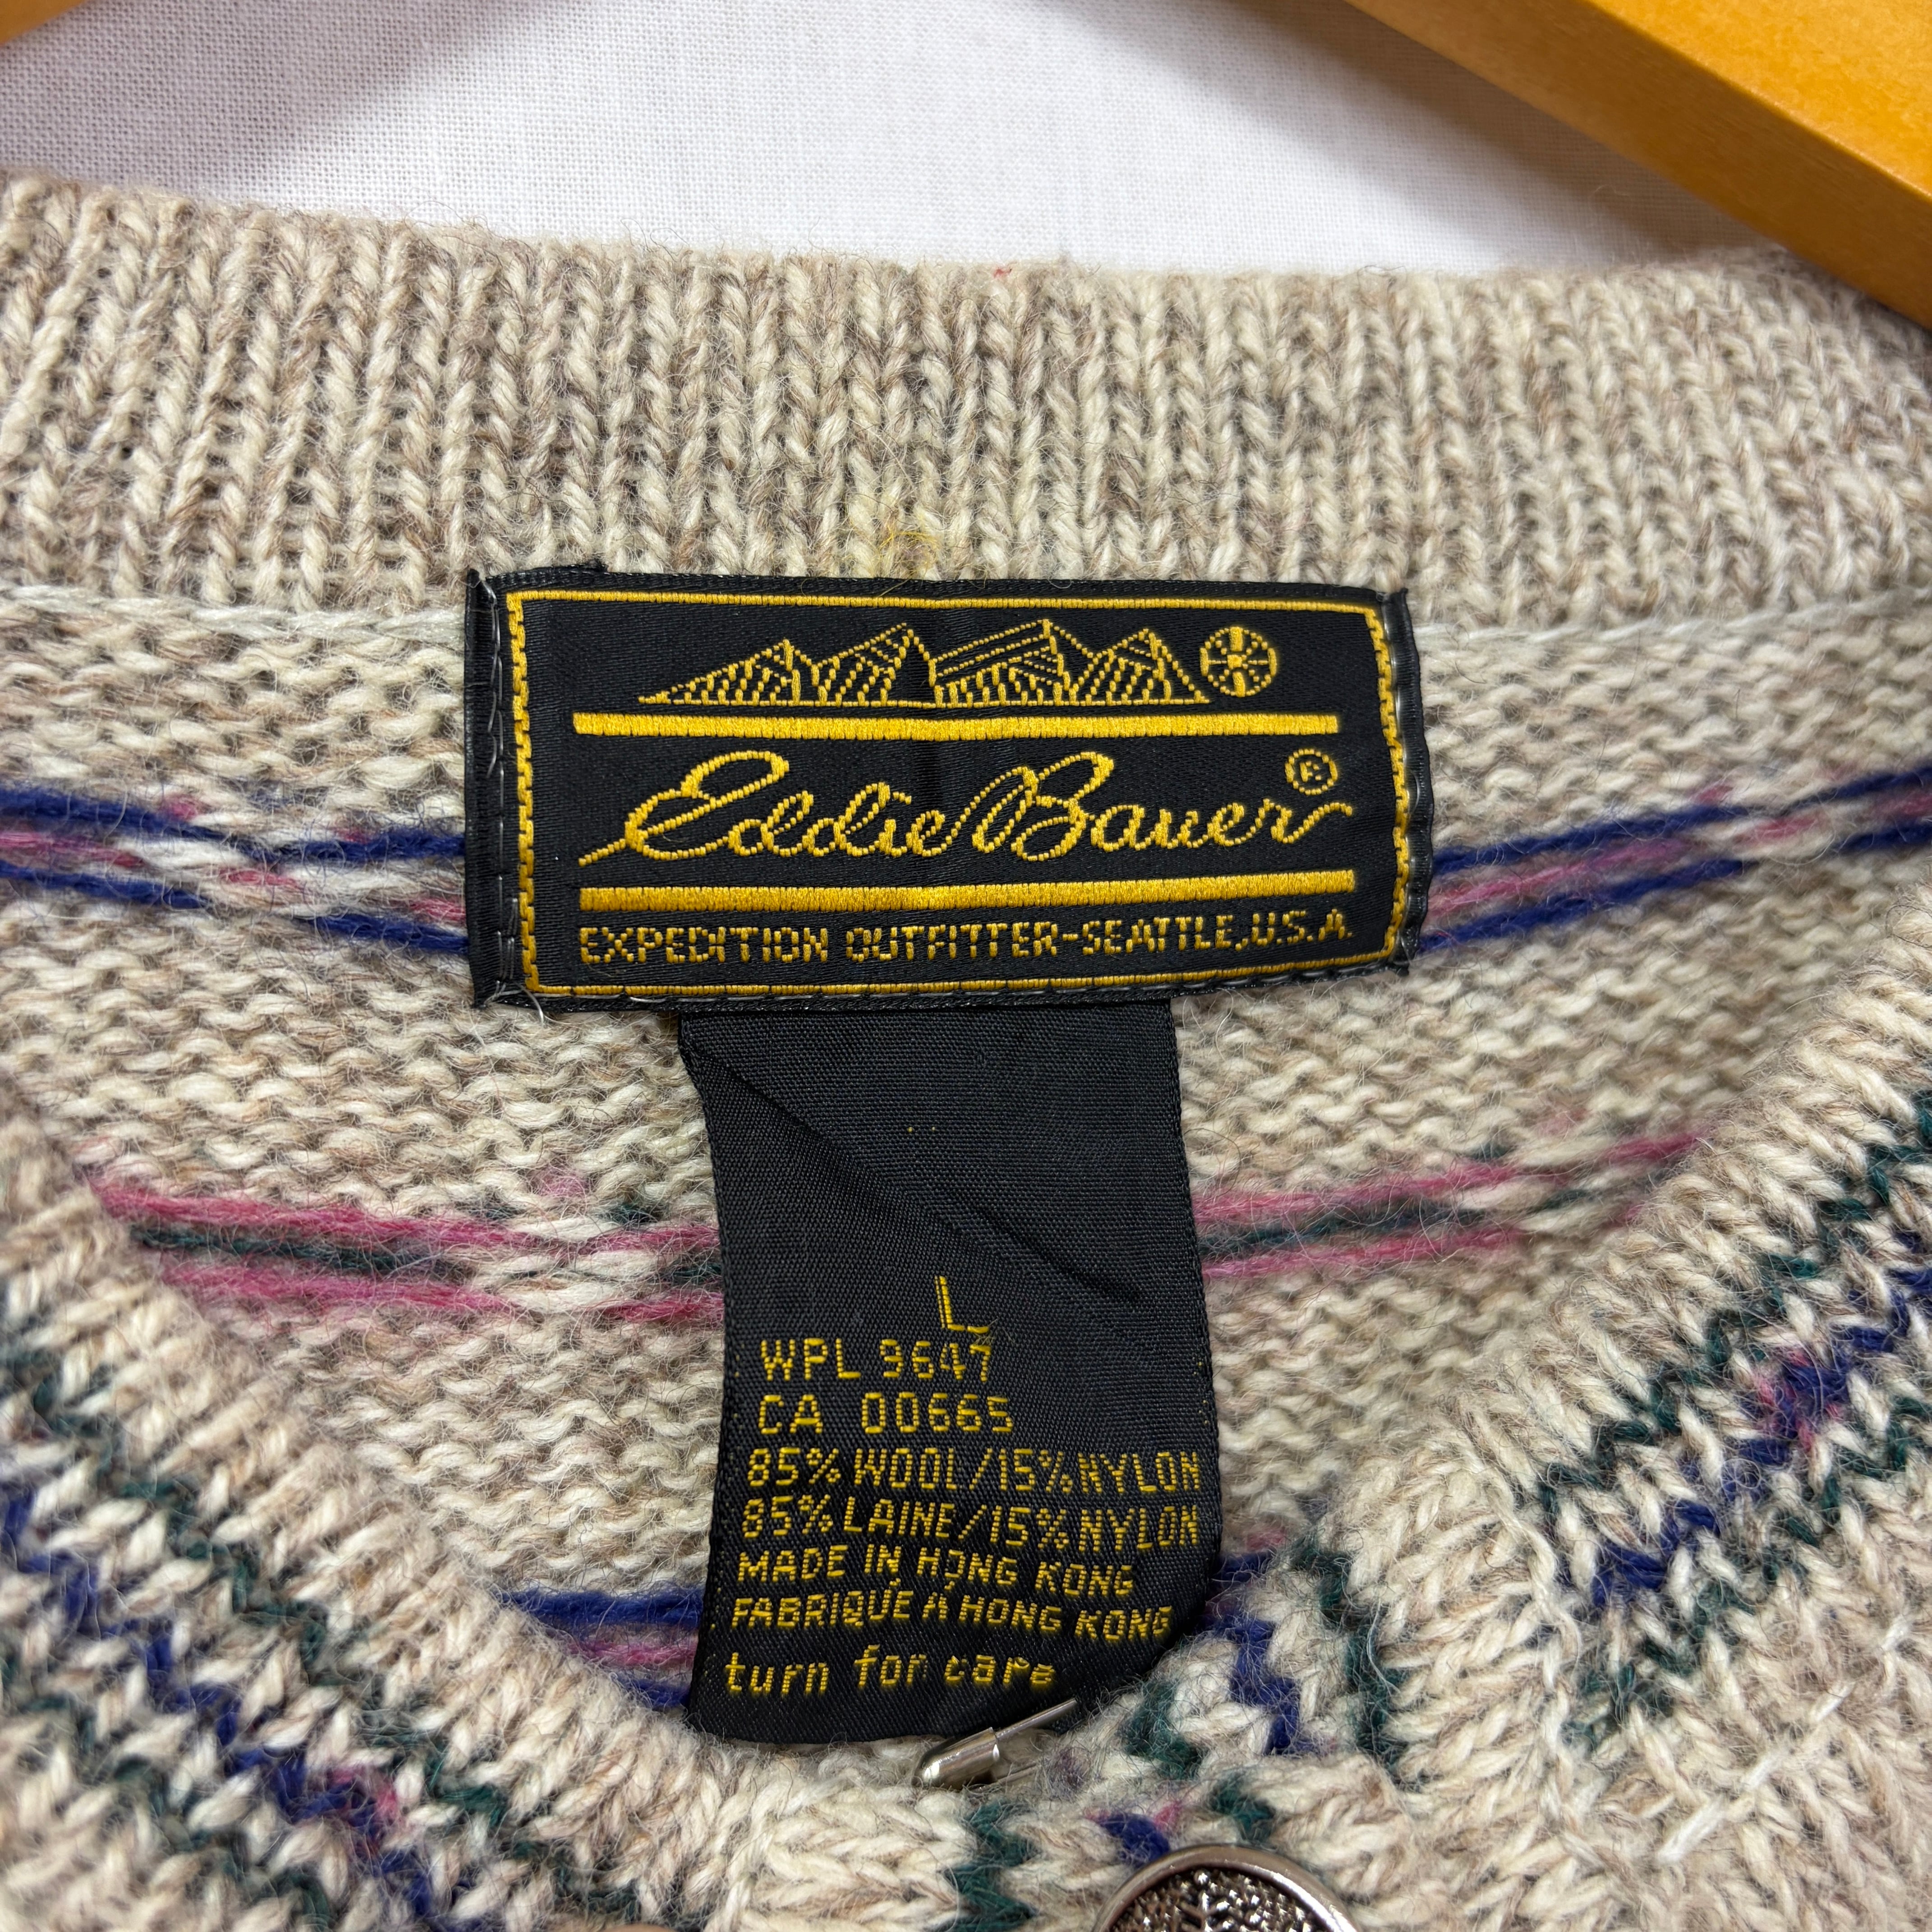 Eddie Bauer®
EXPEDITION OUTFITTER-SEATTLE, U.S.A.
L
WPL 9647
CA 00665
85% WOOL/15% NYLON
85% LAINE/15% NYLON
MADE IN HONG KONG
FABRIQUÉ À HONG KONG
turn for care